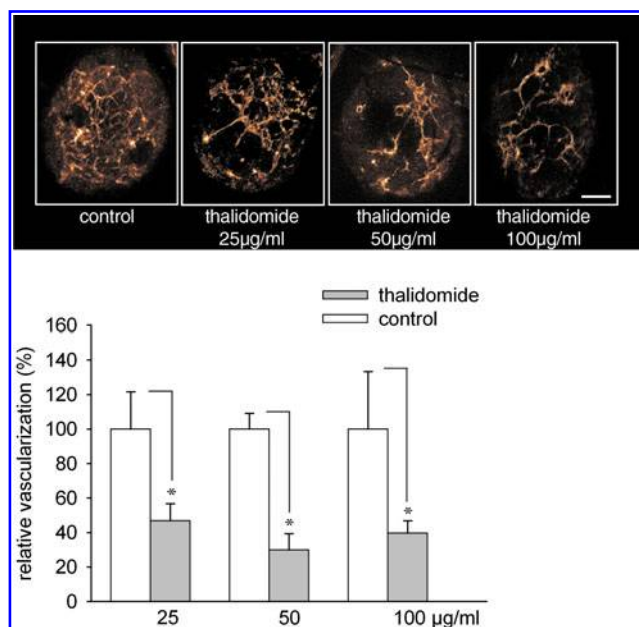 control
thalidomide
25µg/ml
thalidomide
50µg/ml
thalidomide
100µg/ml
thalidomide
control
relative vascularization (%)
160
140
120
100
80
60
40
20
0
*
*
*
25 50 100 µg/ml